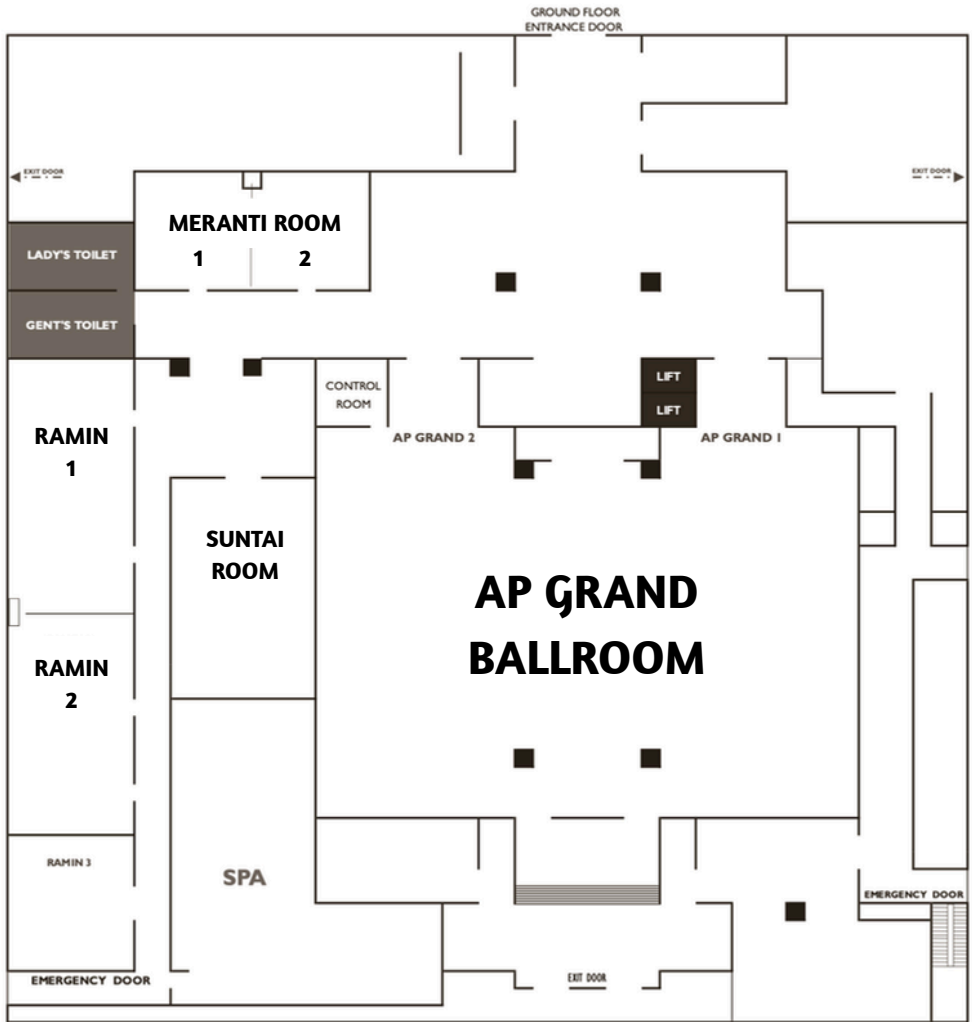 GROUND FLOOR
ENTRANCE DOOR
EXIT DOOR
EXIT DOOR
MERANTI ROOM
1
2
LADY'S TOILET
GENT'S TOILET
CONTROL
ROOM
LIFT
LIFT
AP GRAND 2
AP GRAND 1
RAMIN
1
SUNTAI
ROOM
AP GRAND
BALLROOM
RAMIN
2
RAMIN 3
SPA
EMERGENCY DOOR
EMERGENCY DOOR
EXIT DOOR